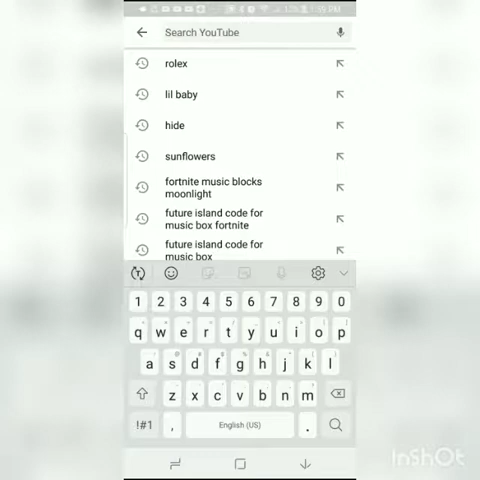 Search YouTube
rolex
lil baby
hide
sunflowers
fortnite music blocks
moonlight
future island code for
music box fortnite
future island code for
music box
1 2 3 4 5 6 7 8 9 0
q w e r t y u i o p
a s d f g h j k l
z x c v b n m
!#1 , English (US) .
InShOt